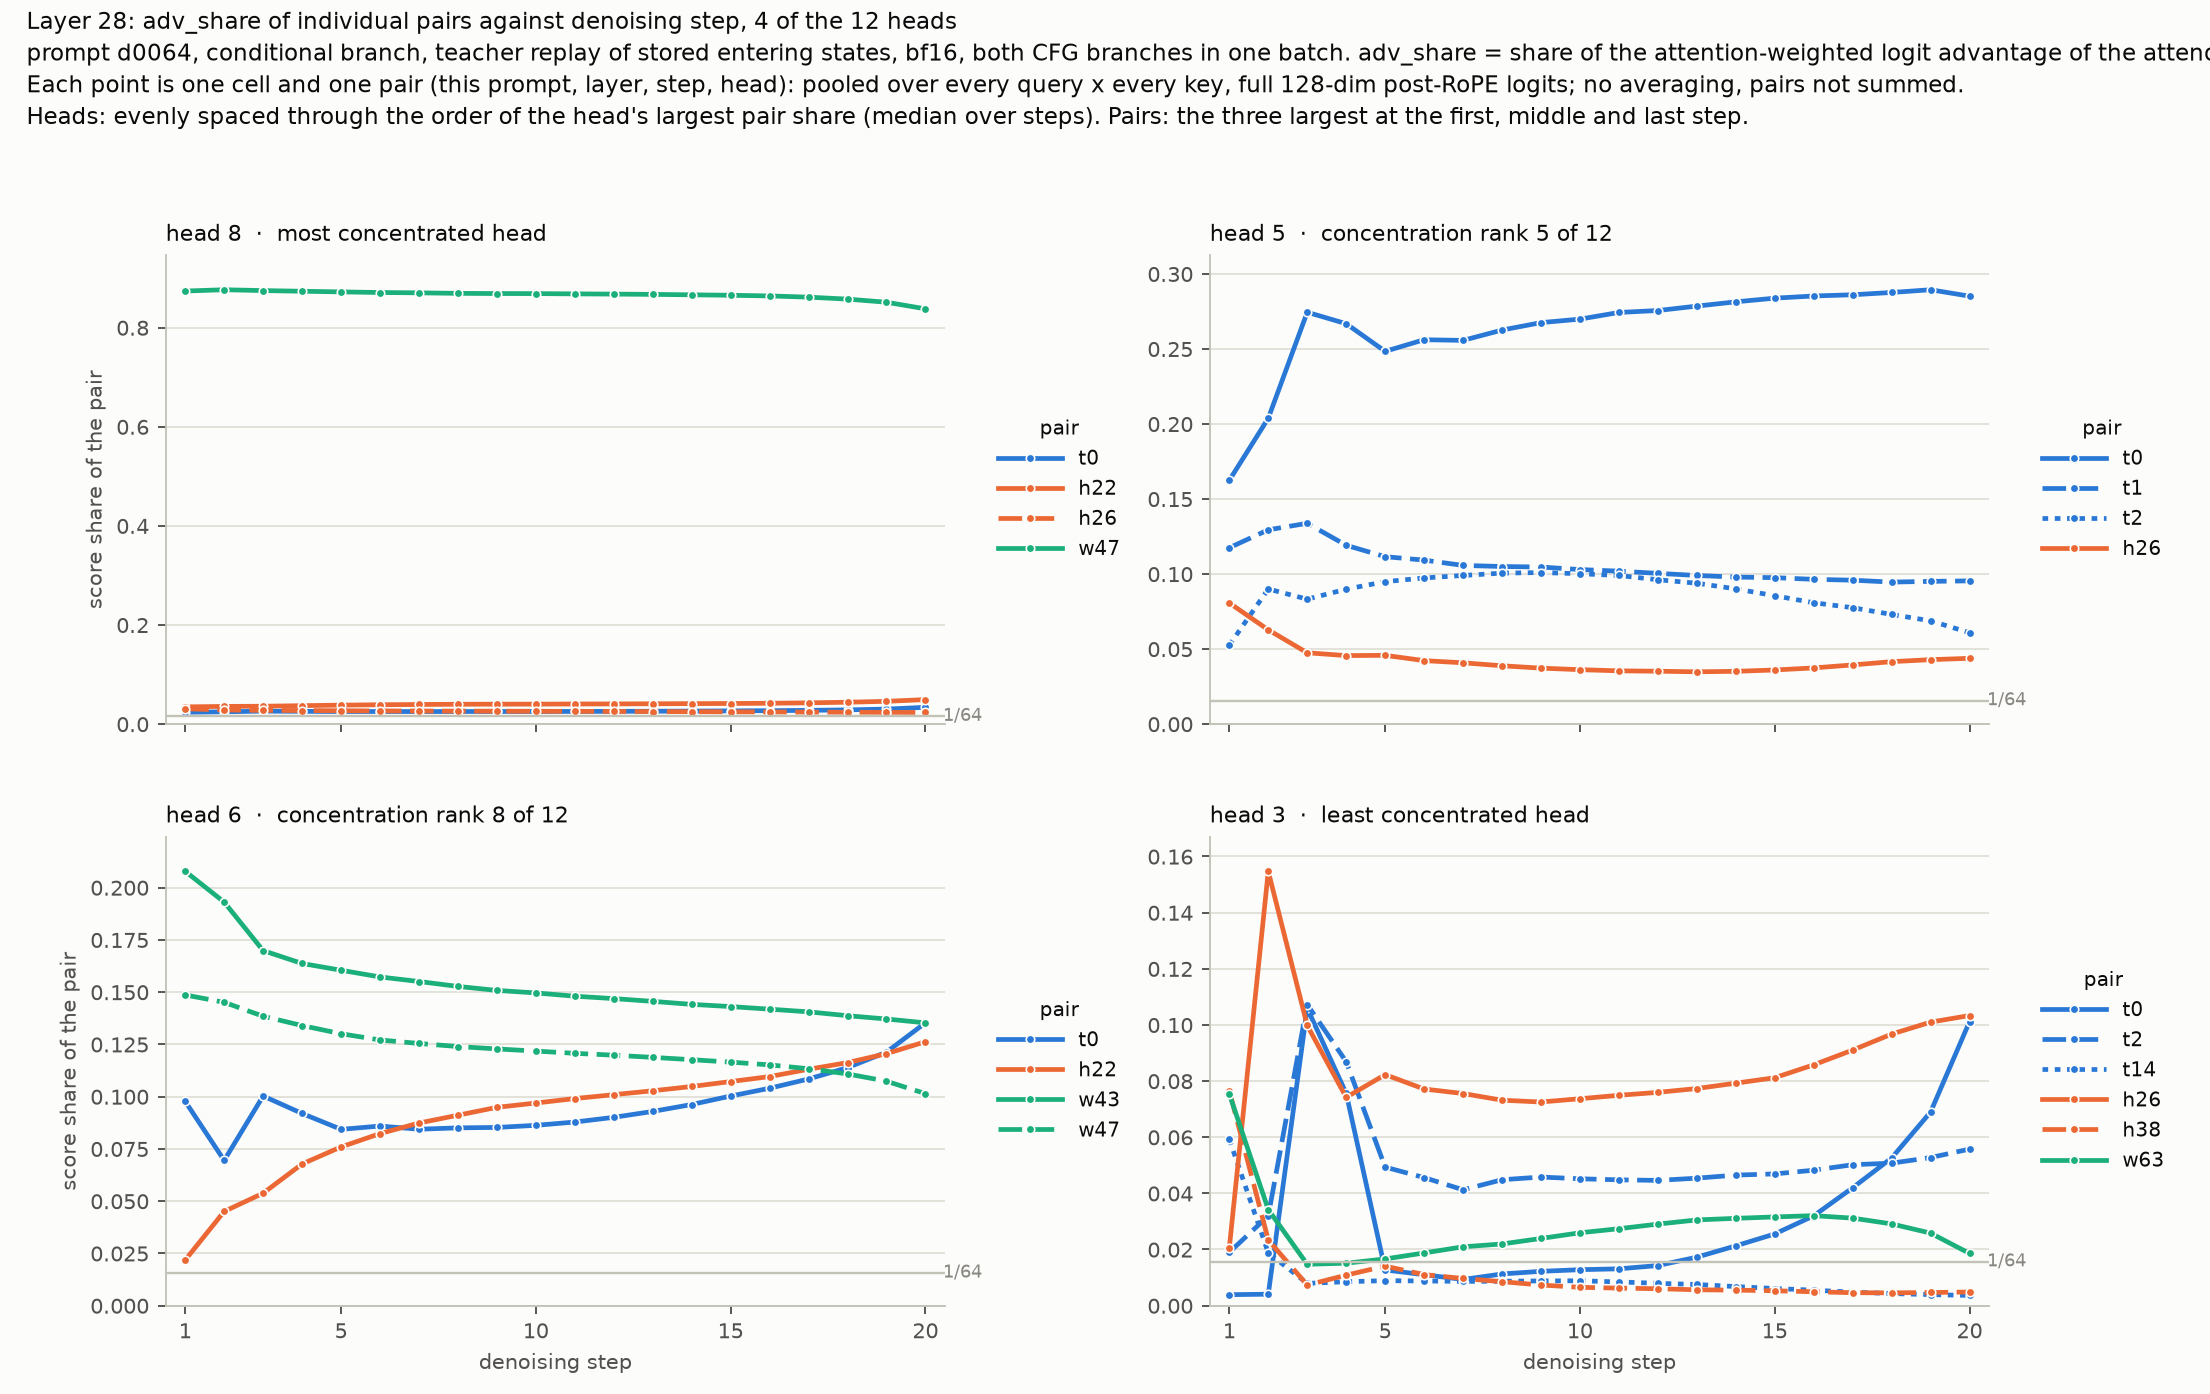 Layer 28: adv_share of individual pairs against denoising step, 4 of the 12 heads
prompt d0064, conditional branch, teacher replay of stored entering states, bf16, both CFG branches in one batch. adv_share = share of the attention-weighted logit advantage of the
Each point is one cell and one pair (this prompt, layer, step, head): pooled over every query x every key, full 128-dim post-RoPE logits; no averaging, pairs not summed.
Heads: evenly spaced through the order of the head's largest pair share (median over steps). Pairs: the three largest at the first, middle and last step.
head 8 · most concentrated head
score share of the pair
0.8
0.6
0.4
0.2
0.0
1/64
pair
t0
h22
h26
w47
head 5 · concentration rank 5 of 12
0.30
0.25
0.20
0.15
0.10
0.05
0.00
1/64
pair
t0
t1
t2
h26
head 6 · concentration rank 8 of 12
score share of the pair
0.200
0.175
0.150
0.125
0.100
0.075
0.050
0.025
0.000
1/64
1 5 10 15 20
denoising step
pair
t0
h22
w43
w47
head 3 · least concentrated head
0.16
0.14
0.12
0.10
0.08
0.06
0.04
0.02
0.00
1/64
1 5 10 15 20
denoising step
pair
t0
t2
t14
h26
h38
w63